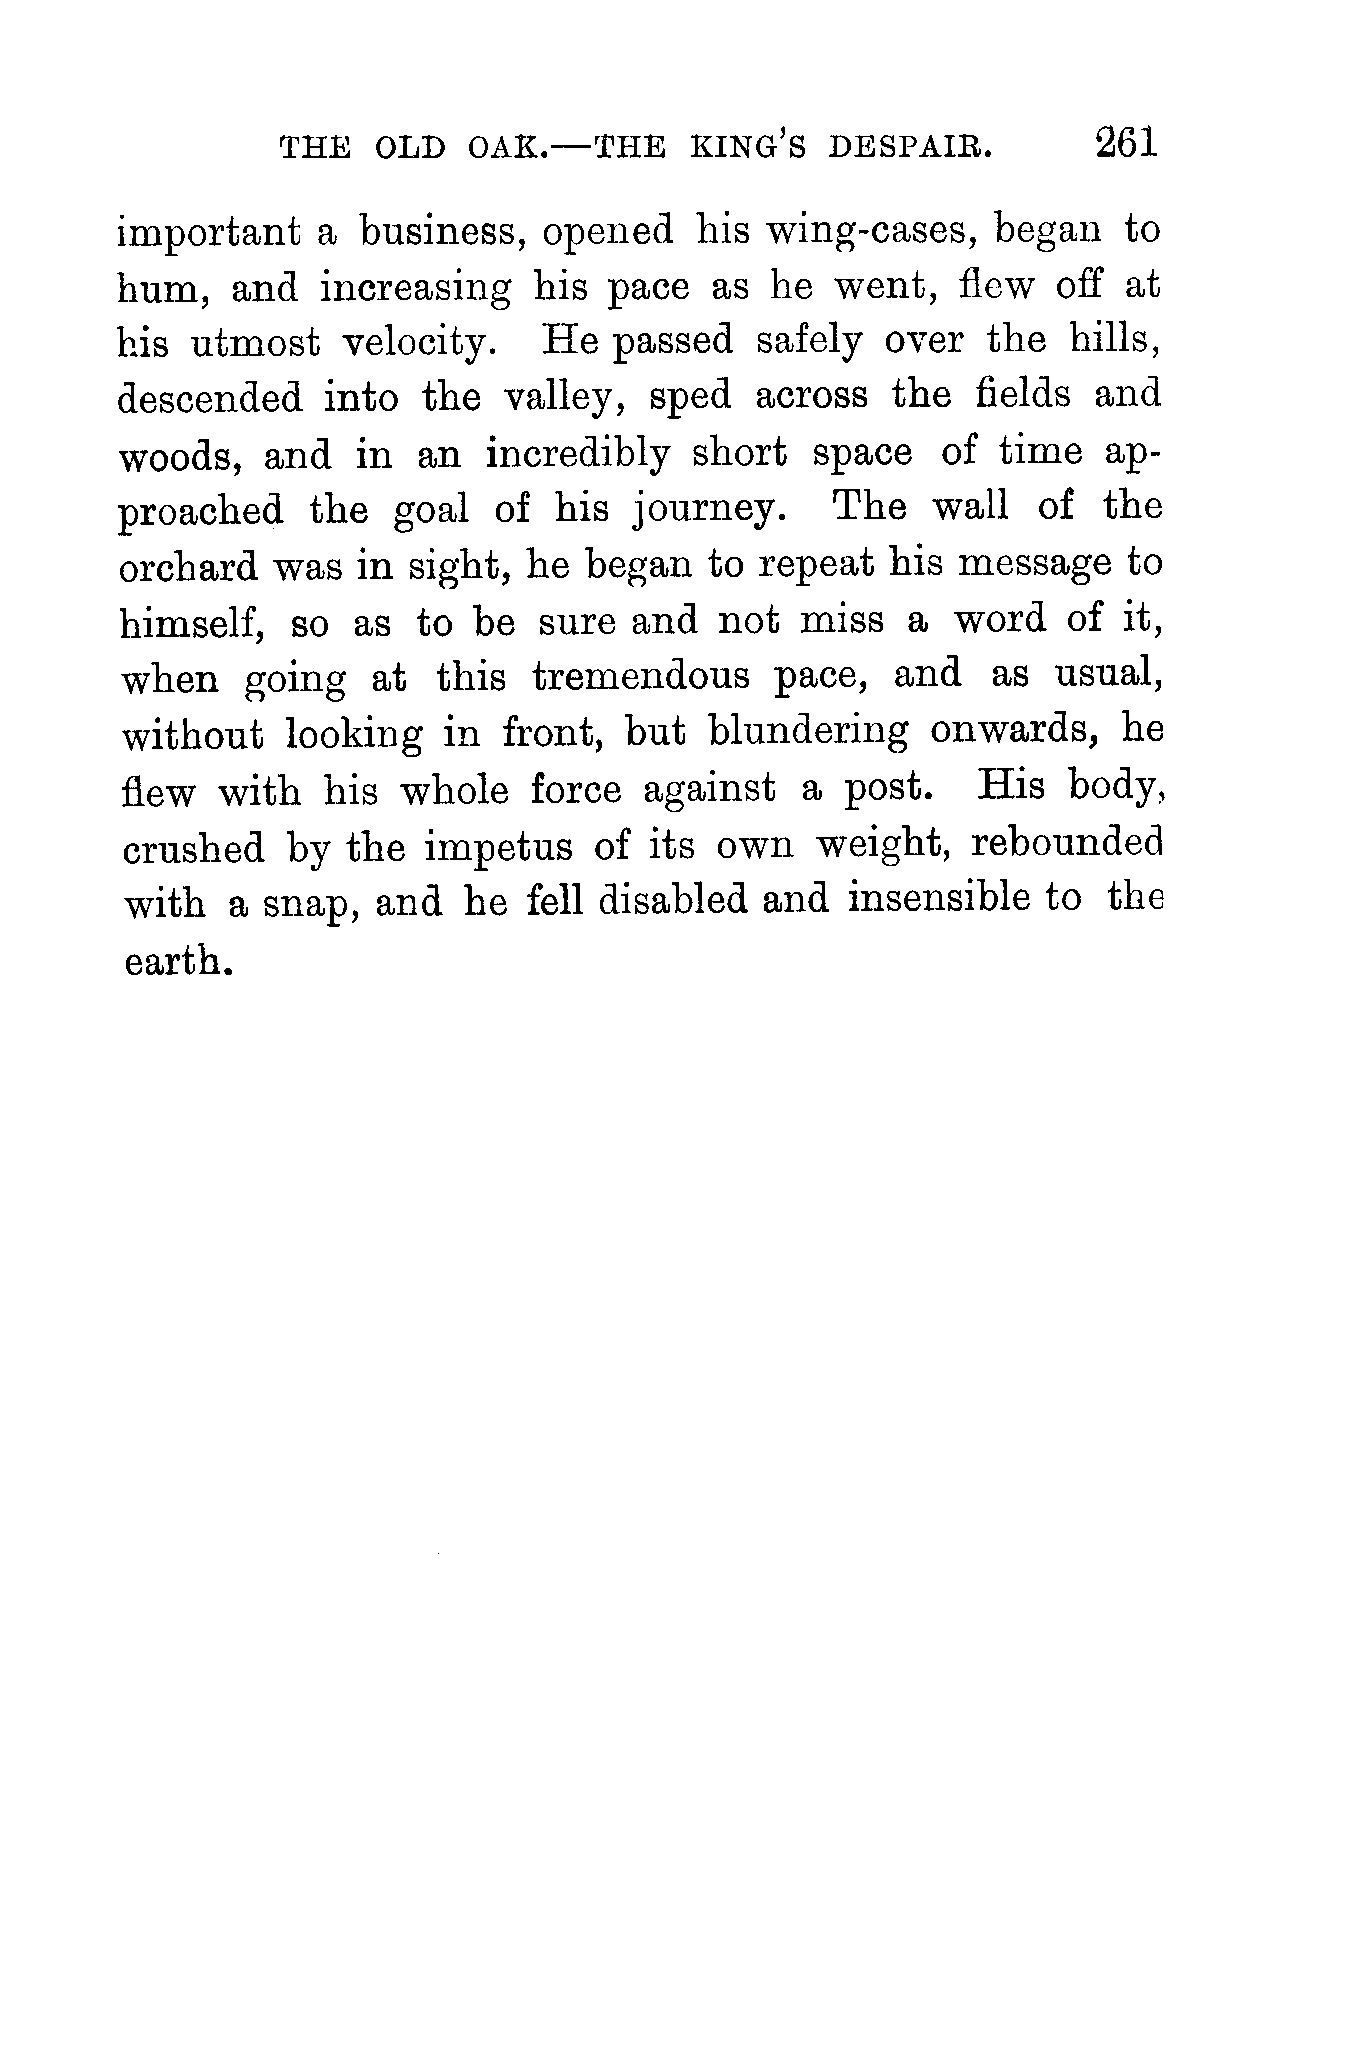 THE OLD OAK.—THE KING'S DESPAIR. 261
important a business, opened his wing-cases, began to
hum, and increasing his pace as he went, flew off at
his utmost velocity. He passed safely over the hills,
descended into the valley, sped across the fields and
woods, and in an incredibly short space of time ap-
proached the goal of his journey. The wall of the
orchard was in sight, he began to repeat his message to
himself, so as to be sure and not miss a word of it,
when going at this tremendous pace, and as usual,
without looking in front, but blundering onwards, he
flew with his whole force against a post. His body,
crushed by the impetus of its own weight, rebounded
with a snap, and he fell disabled and insensible to the
earth.